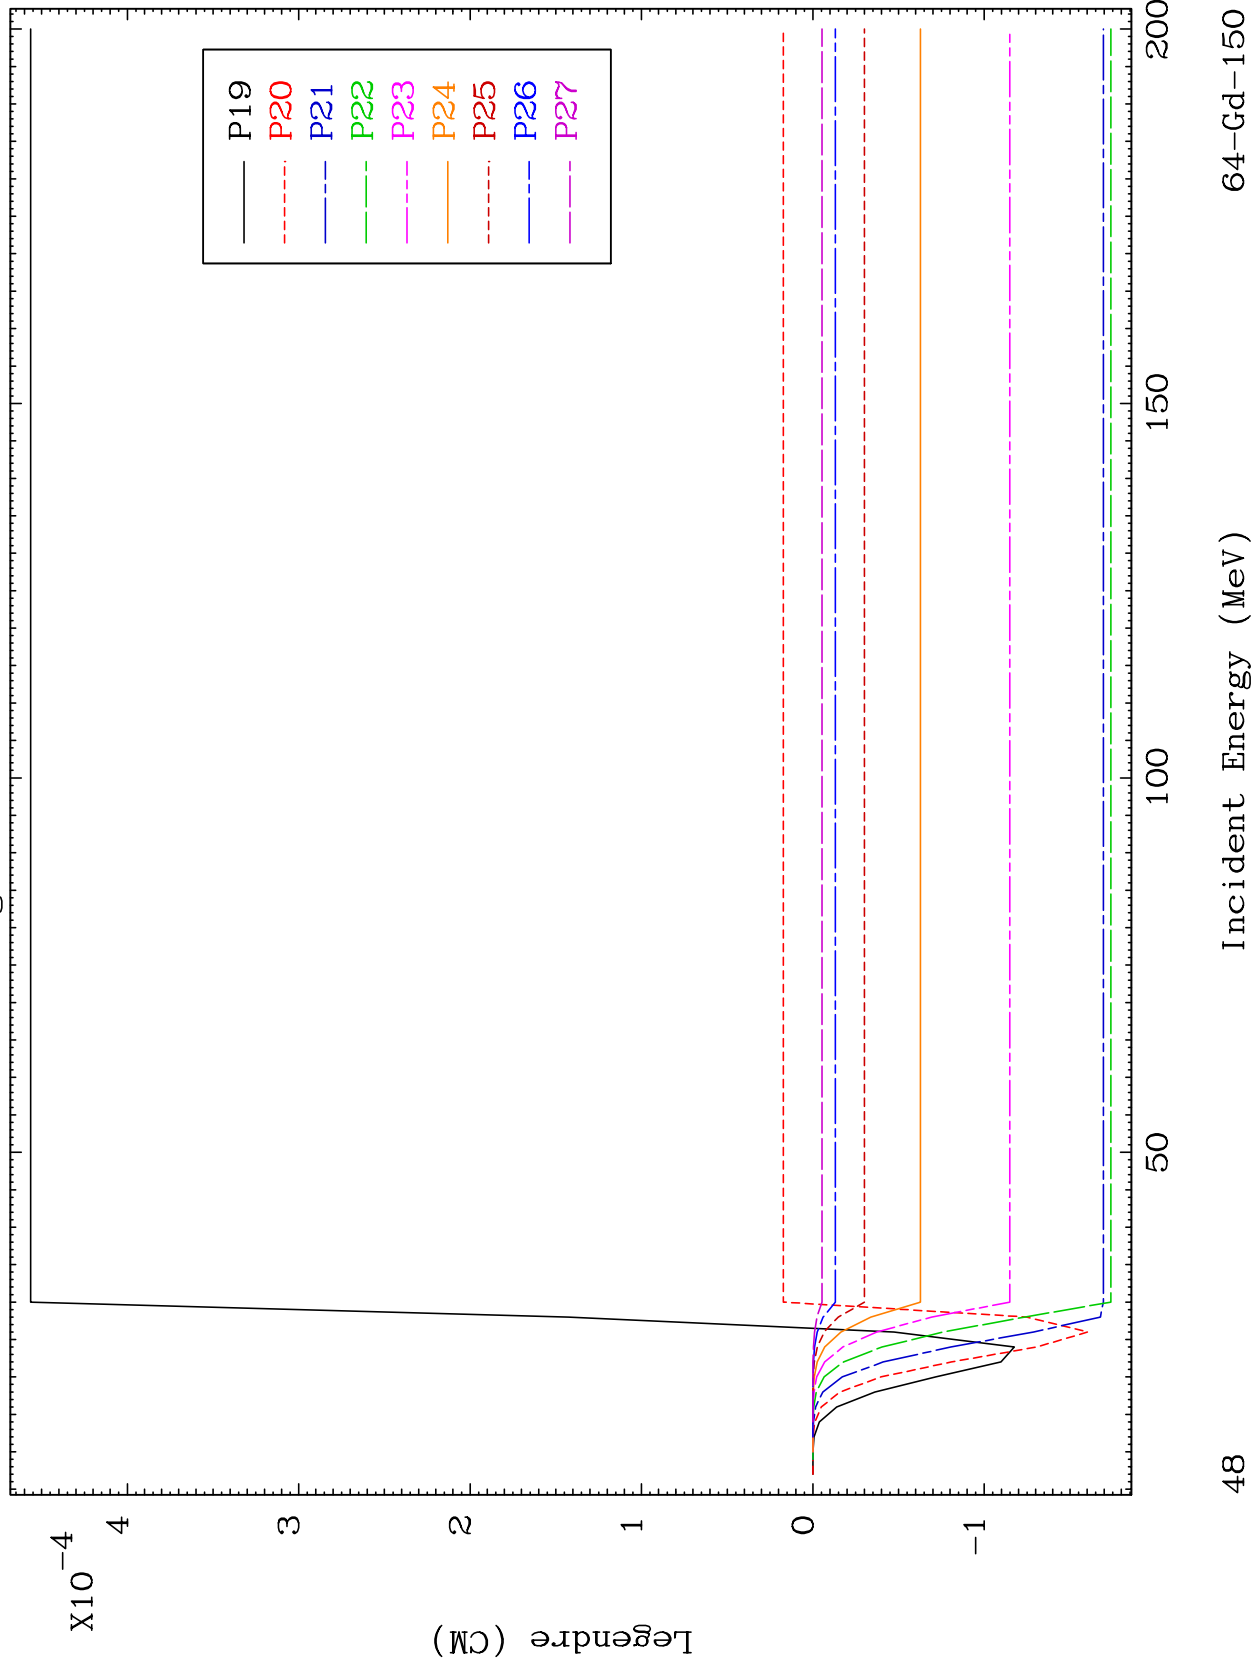 X10-4
4
3
2
1
0
-1
Legendre (CM)
P19
P20
P21
P22
P23
P24
P25
P26
P27
50
100
150
200
Incident Energy (MeV)
48
64-Gd-150